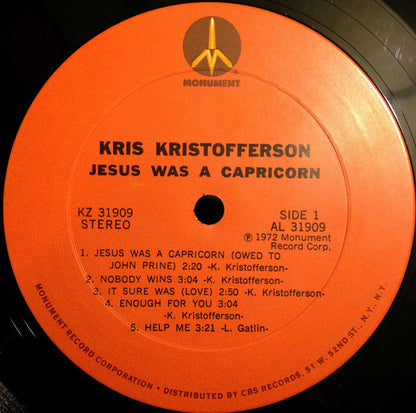 MONUMENT
KRIS KRISTOFFERSON
JESUS WAS A CAPRICORN
KZ 31909
STEREO
SIDE 1
AL 31909
℗ 1972 Monument
Record Corp.
1. JESUS WAS A CAPRICORN (OWED TO
JOHN PRINE) 2:20 -K. Kristofferson-
2. NOBODY WINS 3:04 -K. Kristofferson-
3. IT SURE WAS (LOVE) 2:50 -K. Kristofferson-
4. ENOUGH FOR YOU 3:04
-K. Kristofferson-
5. HELP ME 3:21 -L. Gatlin-
MONUMENT RECORD CORPORATION • DISTRIBUTED BY CBS RECORDS, 51 W. 52ND ST., N.Y., N.Y.